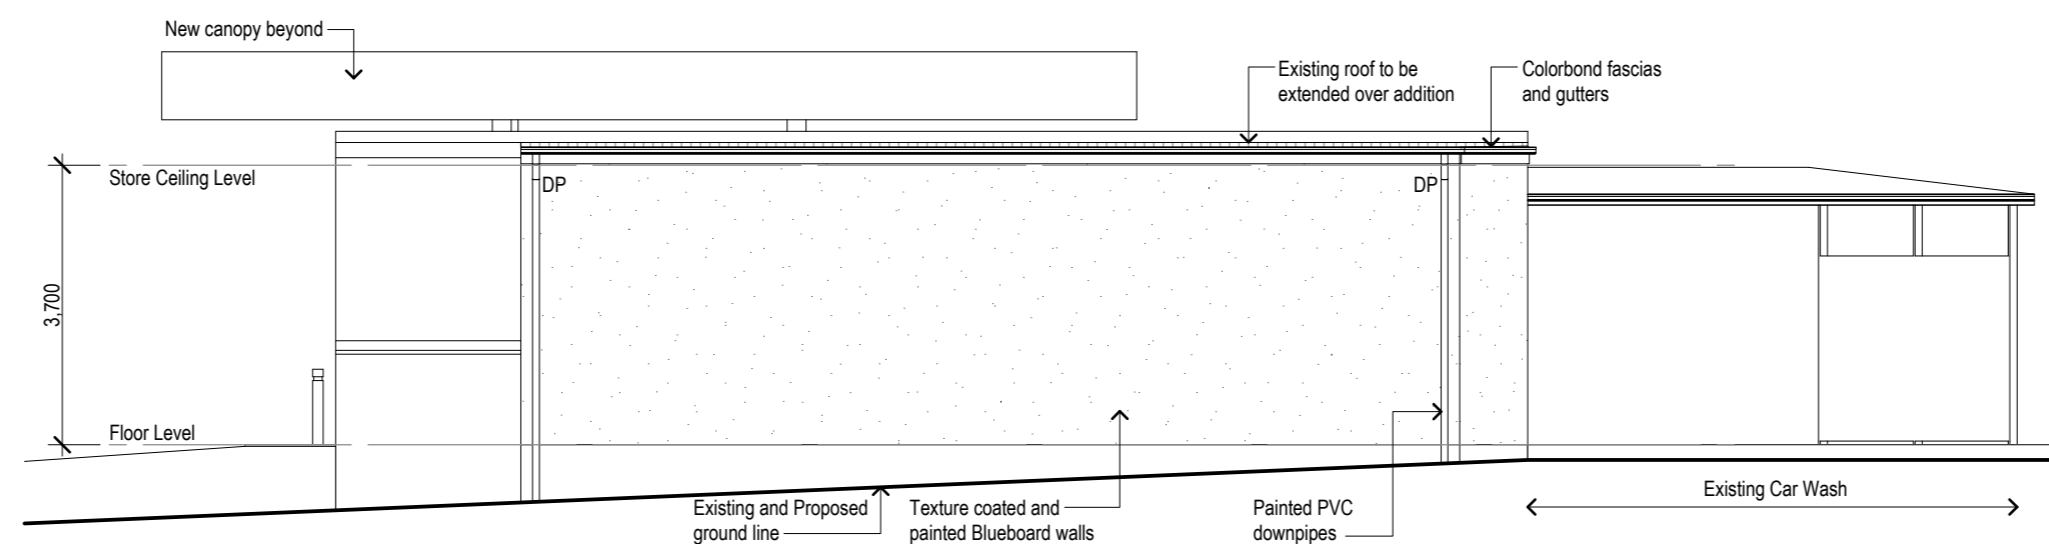 New canopy beyond
Existing roof to be
extended over addition
Colorbond fascias
and gutters
Store Ceiling Level
DP
DP
3,700
Floor Level
Existing and Proposed
ground line
Texture coated and
painted Blueboard walls
Painted PVC
downpipes
Existing Car Wash